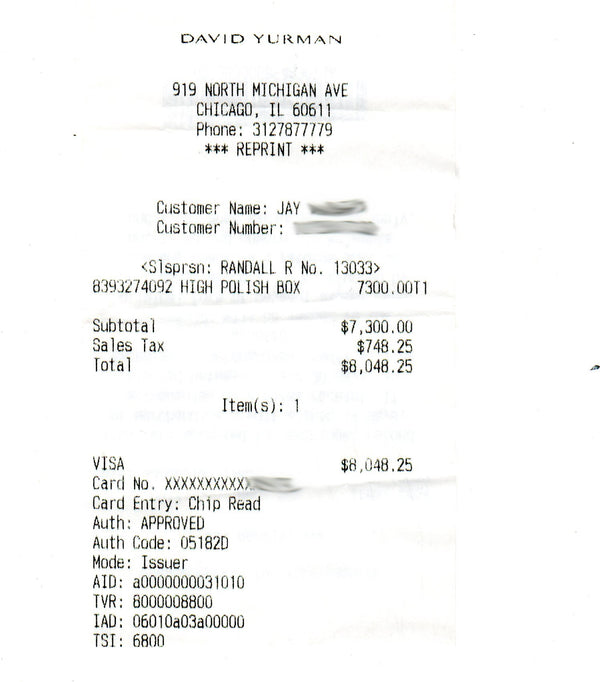 DAVID YURMAN
919 NORTH MICHIGAN AVE
CHICAGO, IL 60611
Phone: 3127877779
*** REPRINT ***
Customer Name: JAY
Customer Number:
<Slsprsn: RANDALL R No. 13033>
8393274092 HIGH POLISH BOX 7300.00T1
Subtotal $7,300.00
Sales Tax $748.25
Total $8,048.25
Item(s): 1
VISA $8,048.25
Card No. XXXXXXXXXXX
Card Entry: Chip Read
Auth: APPROVED
Auth Code: 05182D
Mode: Issuer
AID: a0000000031010
TVR: 8000008800
IAD: 06010a03a00000
TSI: 6800